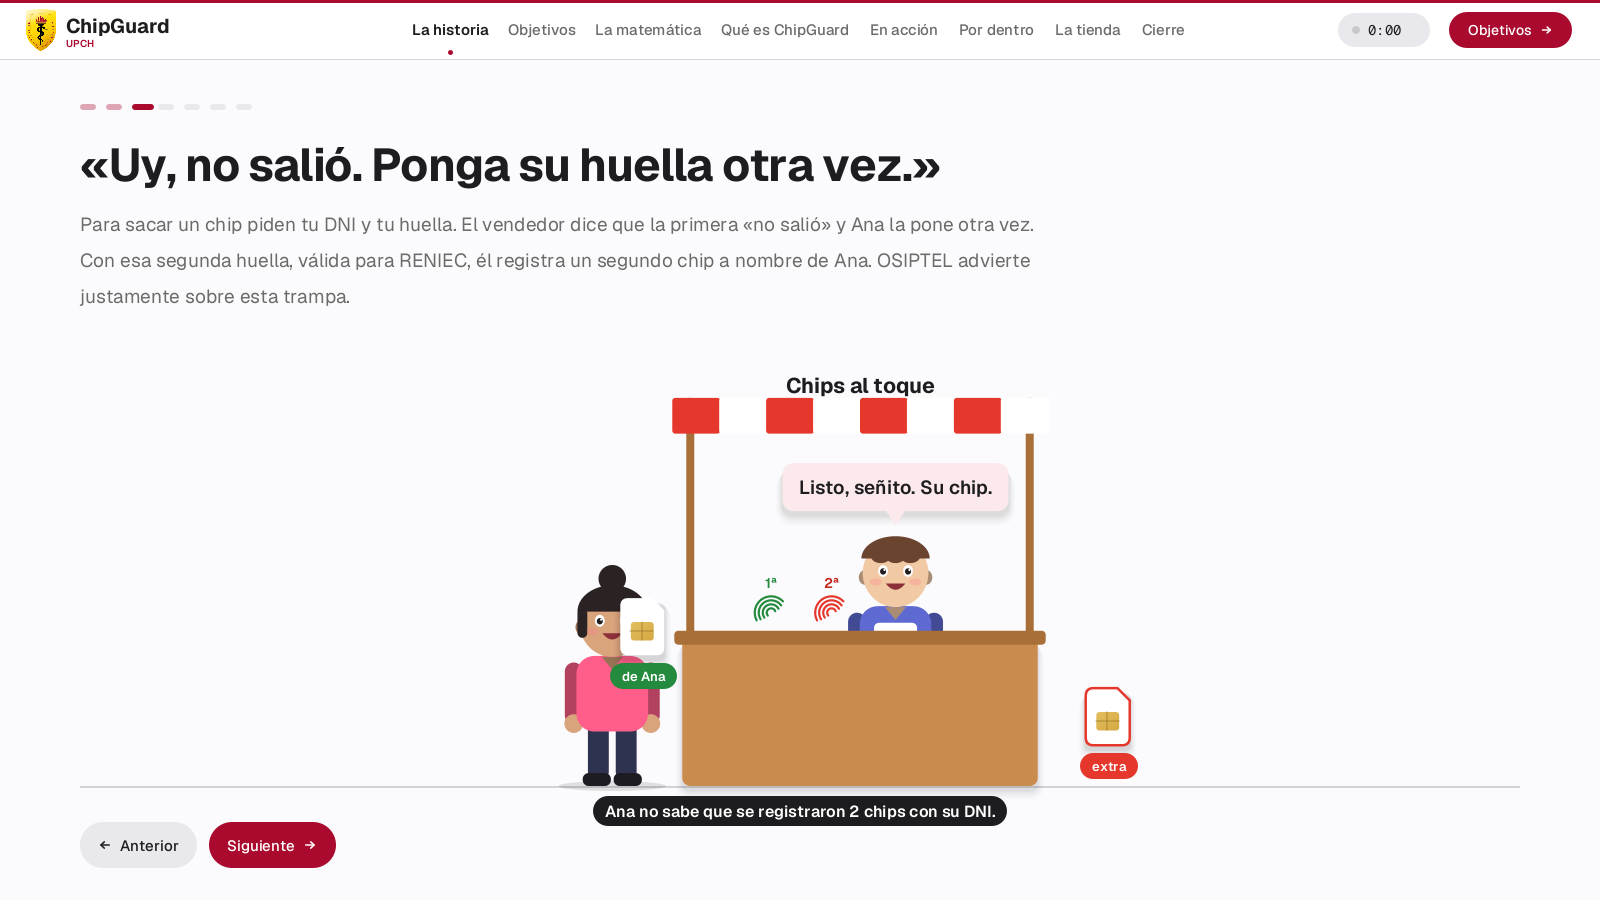 ChipGuard
UPCH
La historia
Objetivos
La matemática
Qué es ChipGuard
En acción
Por dentro
La tienda
Cierre
0:00
Objetivos →
«Uy, no salió. Ponga su huella otra vez.»
Para sacar un chip piden tu DNI y tu huella. El vendedor dice que la primera «no salió» y Ana la pone otra vez.
Con esa segunda huella, válida para RENIEC, él registra un segundo chip a nombre de Ana. OSIPTEL advierte
justamente sobre esta trampa.
Chips al toque
Listo, señito. Su chip.
1ª
2ª
de Ana
extra
Ana no sabe que se registraron 2 chips con su DNI.
← Anterior
Siguiente →